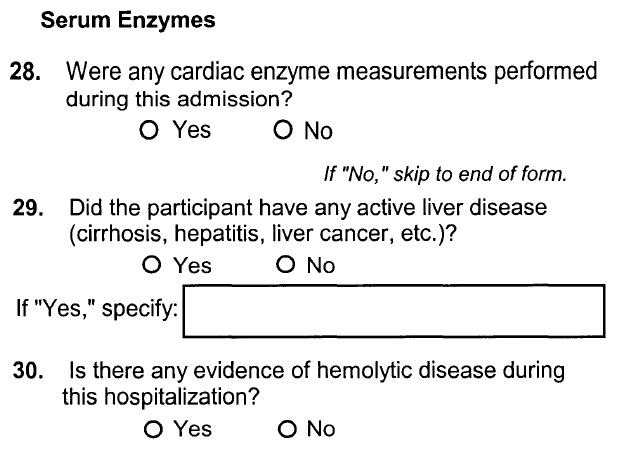 Serum Enzymes
28. Were any cardiac enzyme measurements performed
during this admission?
O Yes O No
If "No," skip to end of form.
29. Did the participant have any active liver disease
(cirrhosis, hepatitis, liver cancer, etc.)?
O Yes O No
If "Yes," specify:
30. Is there any evidence of hemolytic disease during
this hospitalization?
O Yes O No